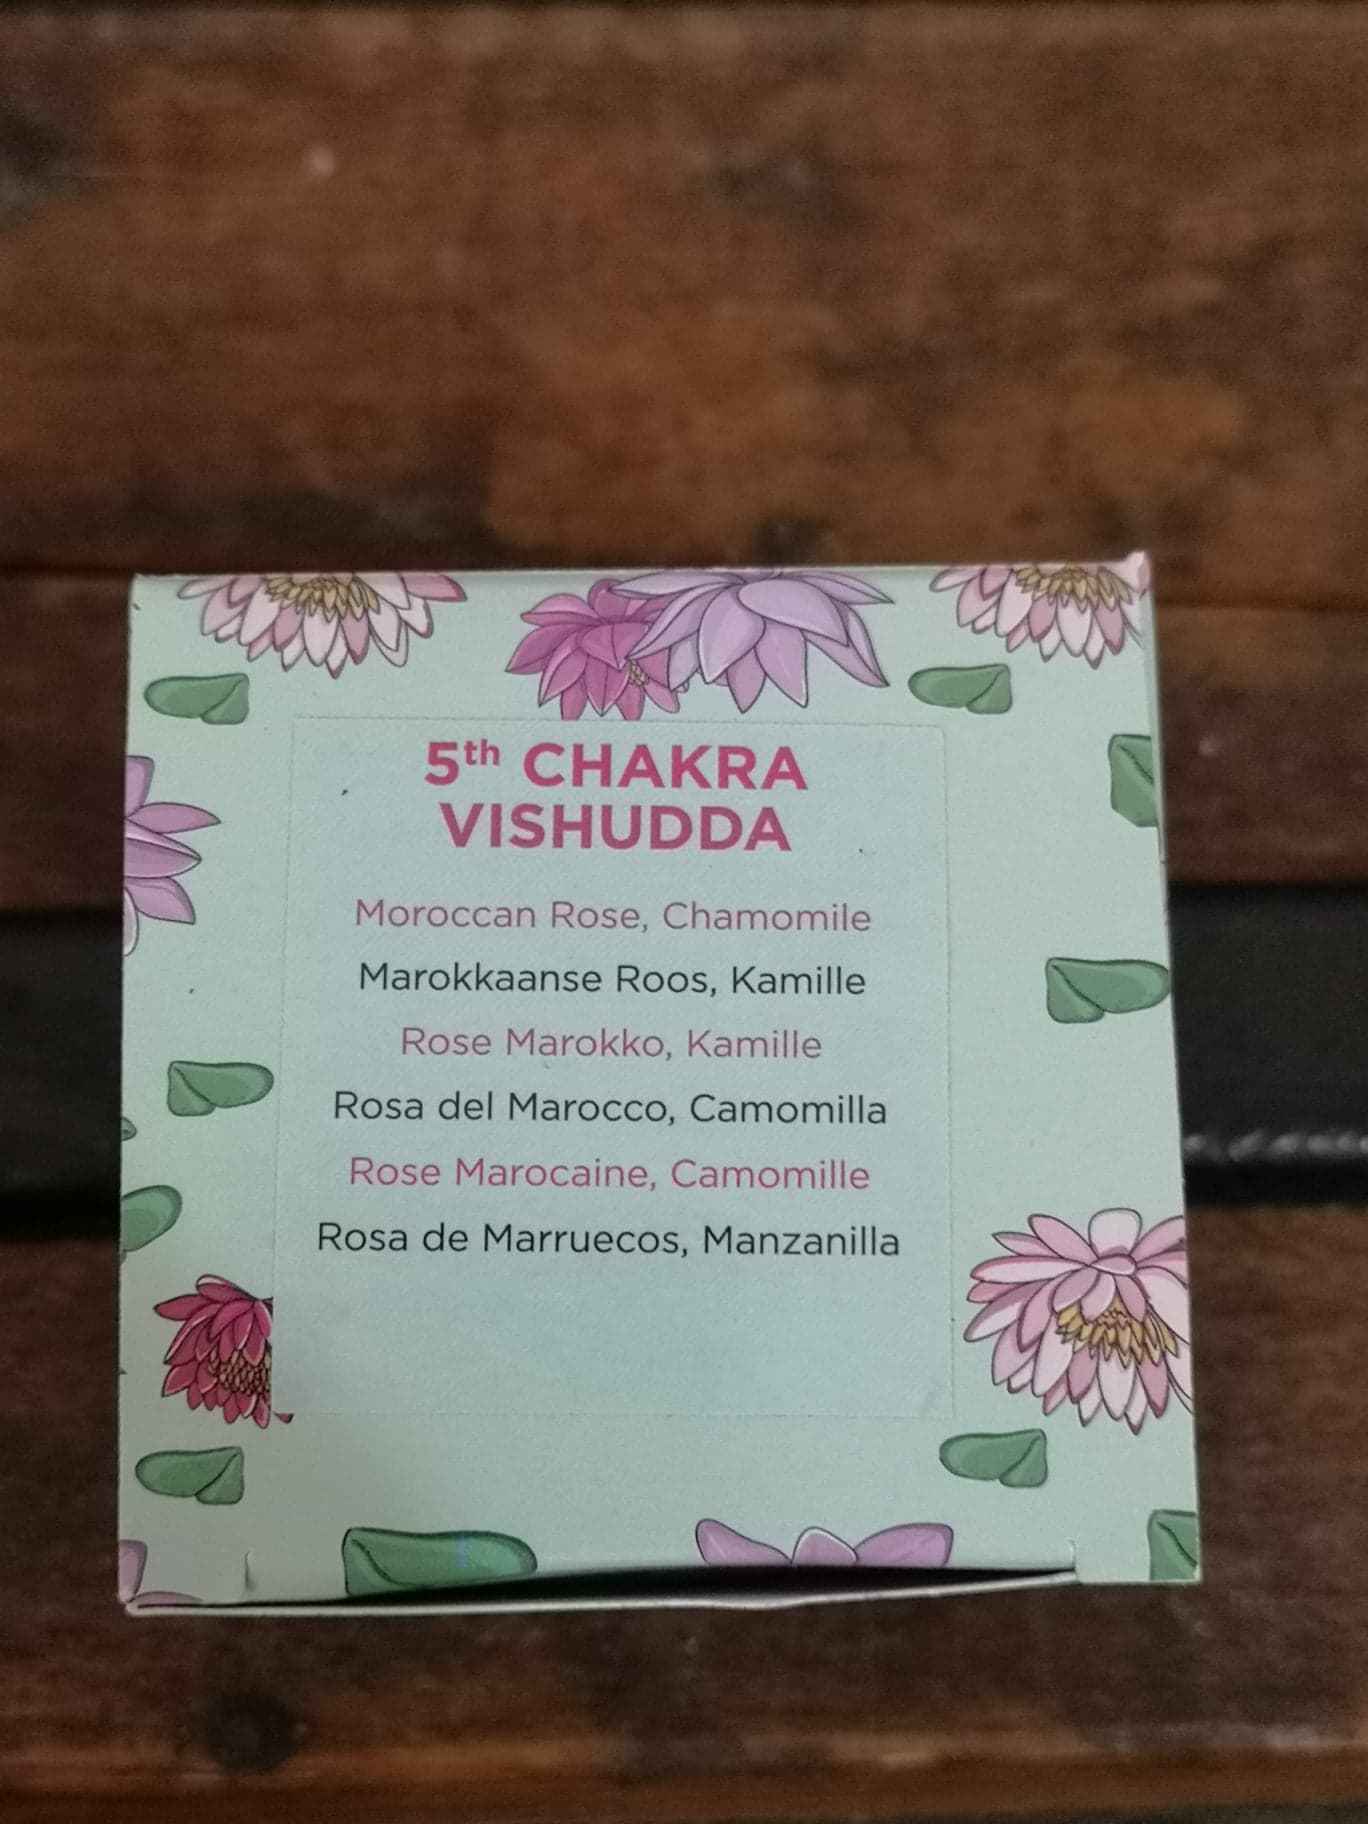 5th CHAKRA
VISHUDDA
Moroccan Rose, Chamomile
Marokkaanse Roos, Kamille
Rose Marokko, Kamille
Rosa del Marocco, Camomilla
Rose Marocaine, Camomille
Rosa de Marruecos, Manzanilla